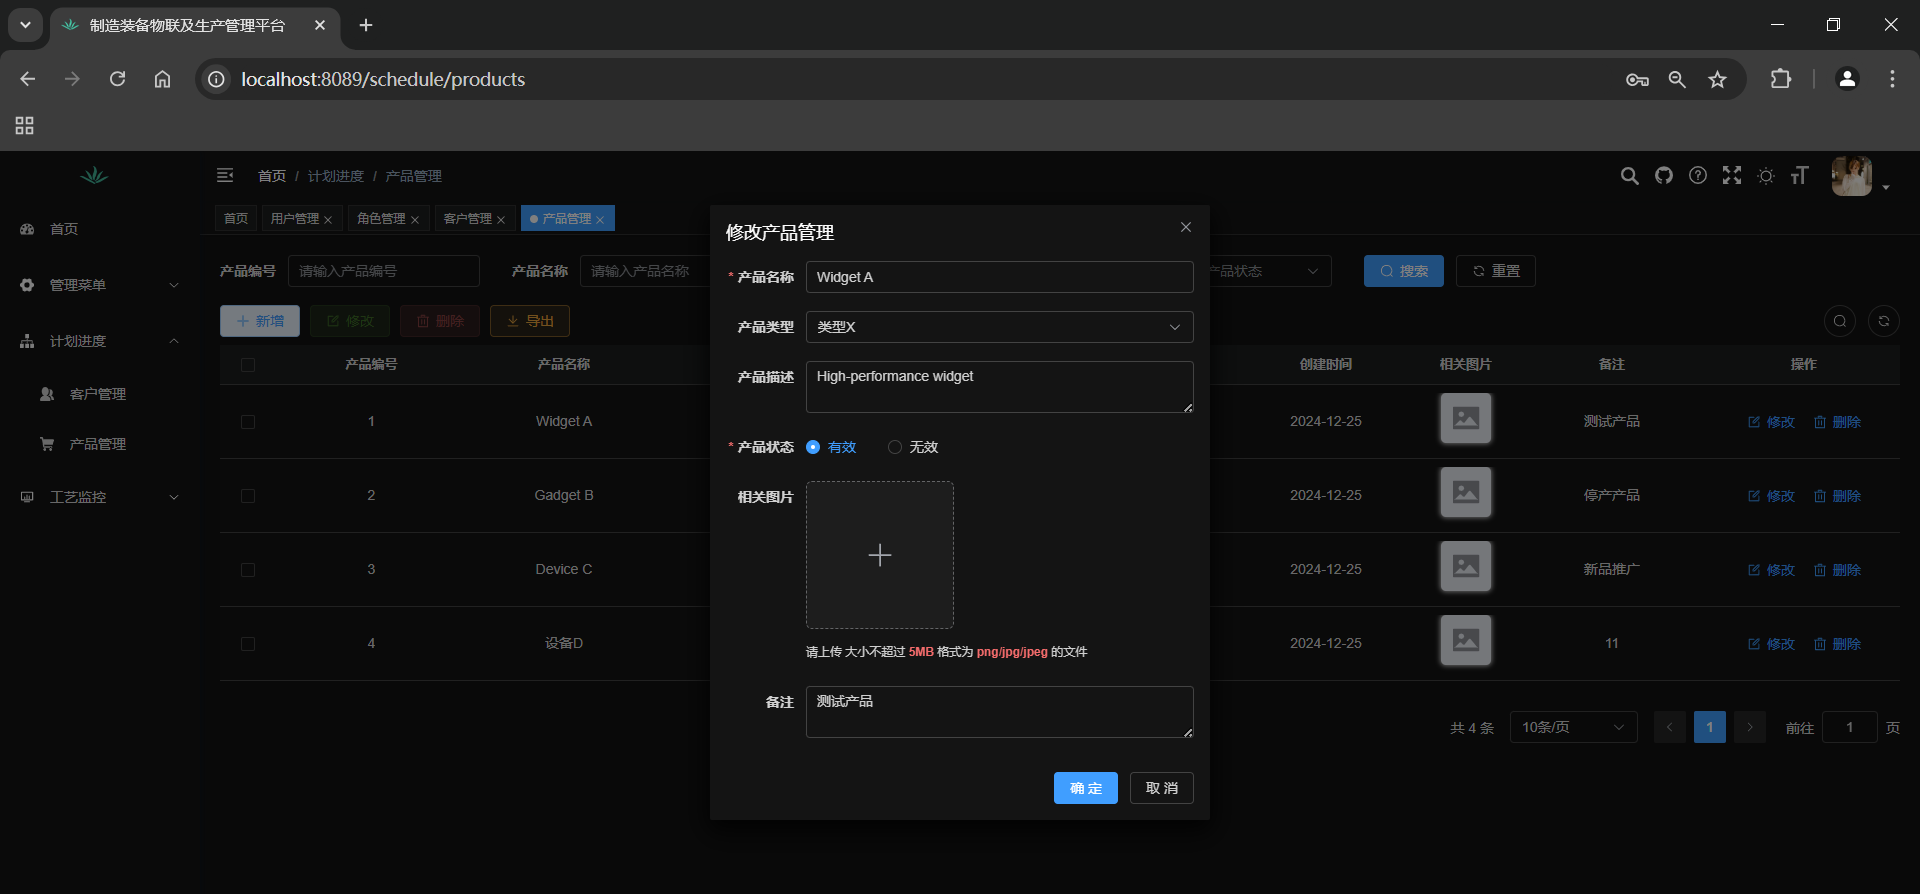 制造装备物联及生产管理平台
localhost:8089/schedule/products
首页 / 计划进度 / 产品管理
首页 用户管理 角色管理 客户管理 产品管理
首页
管理菜单
计划进度
客户管理
产品管理
工艺监控
产品编号 请输入产品编号 产品名称 请输入产品名称 产品状态 搜索 重置
新增 修改 删除 导出
产品编号 产品名称 创建时间 相关图片 备注 操作
1 Widget A 2024-12-25 测试产品 修改 删除
2 Gadget B 2024-12-25 停产产品 修改 删除
3 Device C 2024-12-25 新品推广 修改 删除
4 设备D 2024-12-25 11 修改 删除
共 4 条 10条/页 1 前往 1 页
修改产品管理
* 产品名称 Widget A
产品类型 类型X
产品描述 High-performance widget
* 产品状态 有效 无效
相关图片
请上传 大小不超过 5MB 格式为 png/jpg/jpeg 的文件
备注 测试产品
确 定 取 消